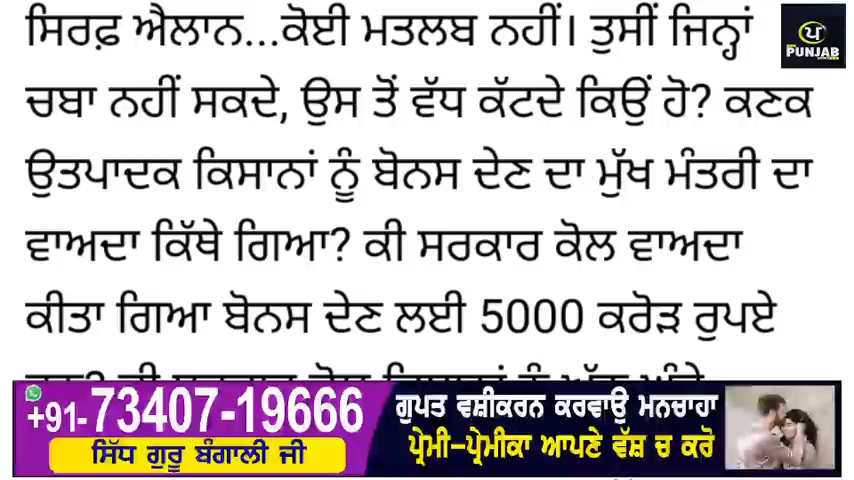 ਸਿਰਫ਼ ਐਲਾਨ...ਕੋਈ ਮਤਲਬ ਨਹੀਂ। ਤੁਸੀਂ ਜਿਨ੍ਹਾਂ
ਪ
PUNJAB
ਚਬਾ ਨਹੀਂ ਸਕਦੇ, ਉਸ ਤੋਂ ਵੱਧ ਕੱਟਦੇ ਕਿਉਂ ਹੋ? ਕਣਕ
ਉਤਪਾਦਕ ਕਿਸਾਨਾਂ ਨੂੰ ਬੋਨਸ ਦੇਣ ਦਾ ਮੁੱਖ ਮੰਤਰੀ ਦਾ
ਵਾਅਦਾ ਕਿੱਥੇ ਗਿਆ? ਕੀ ਸਰਕਾਰ ਕੋਲ ਵਾਅਦਾ
ਕੀਤਾ ਗਿਆ ਬੋਨਸ ਦੇਣ ਲਈ 5000 ਕਰੋੜ ਰੁਪਏ
+91-73407-19666
ਸਿੱਧ ਗੁਰੂ ਬੰਗਾਲੀ ਜੀ
ਗੁਪਤ ਵਸ਼ੀਕਰਨ ਕਰਵਾਉ ਮਨਚਾਹਾ
ਪ੍ਰੇਮੀ-ਪ੍ਰੇਮੀਕਾ ਆਪਣੇ ਵੱਸ਼ ਚ ਕਰੋ